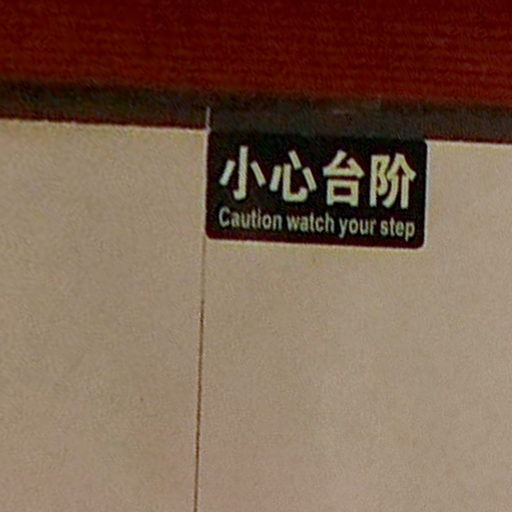 小心台阶
Caution watch your step